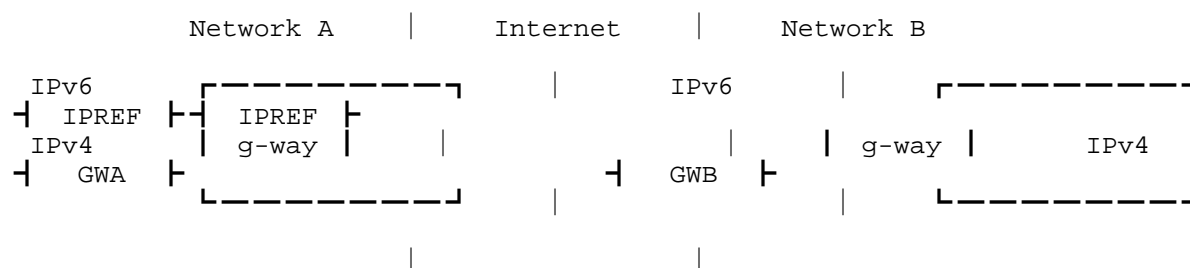 Network A Internet Network B
IPv6 IPv6
IPREF IPREF
IPv4 g-way g-way IPv4
GWA GWB